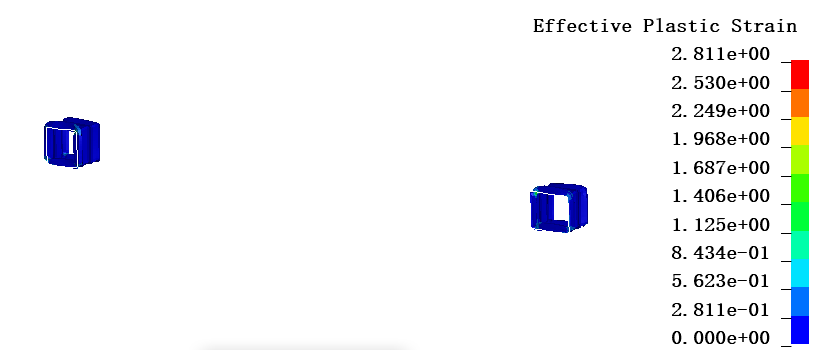 Effective Plastic Strain
2.811e+00
2.530e+00
2.249e+00
1.968e+00
1.687e+00
1.406e+00
1.125e+00
8.434e-01
5.623e-01
2.811e-01
0.000e+00